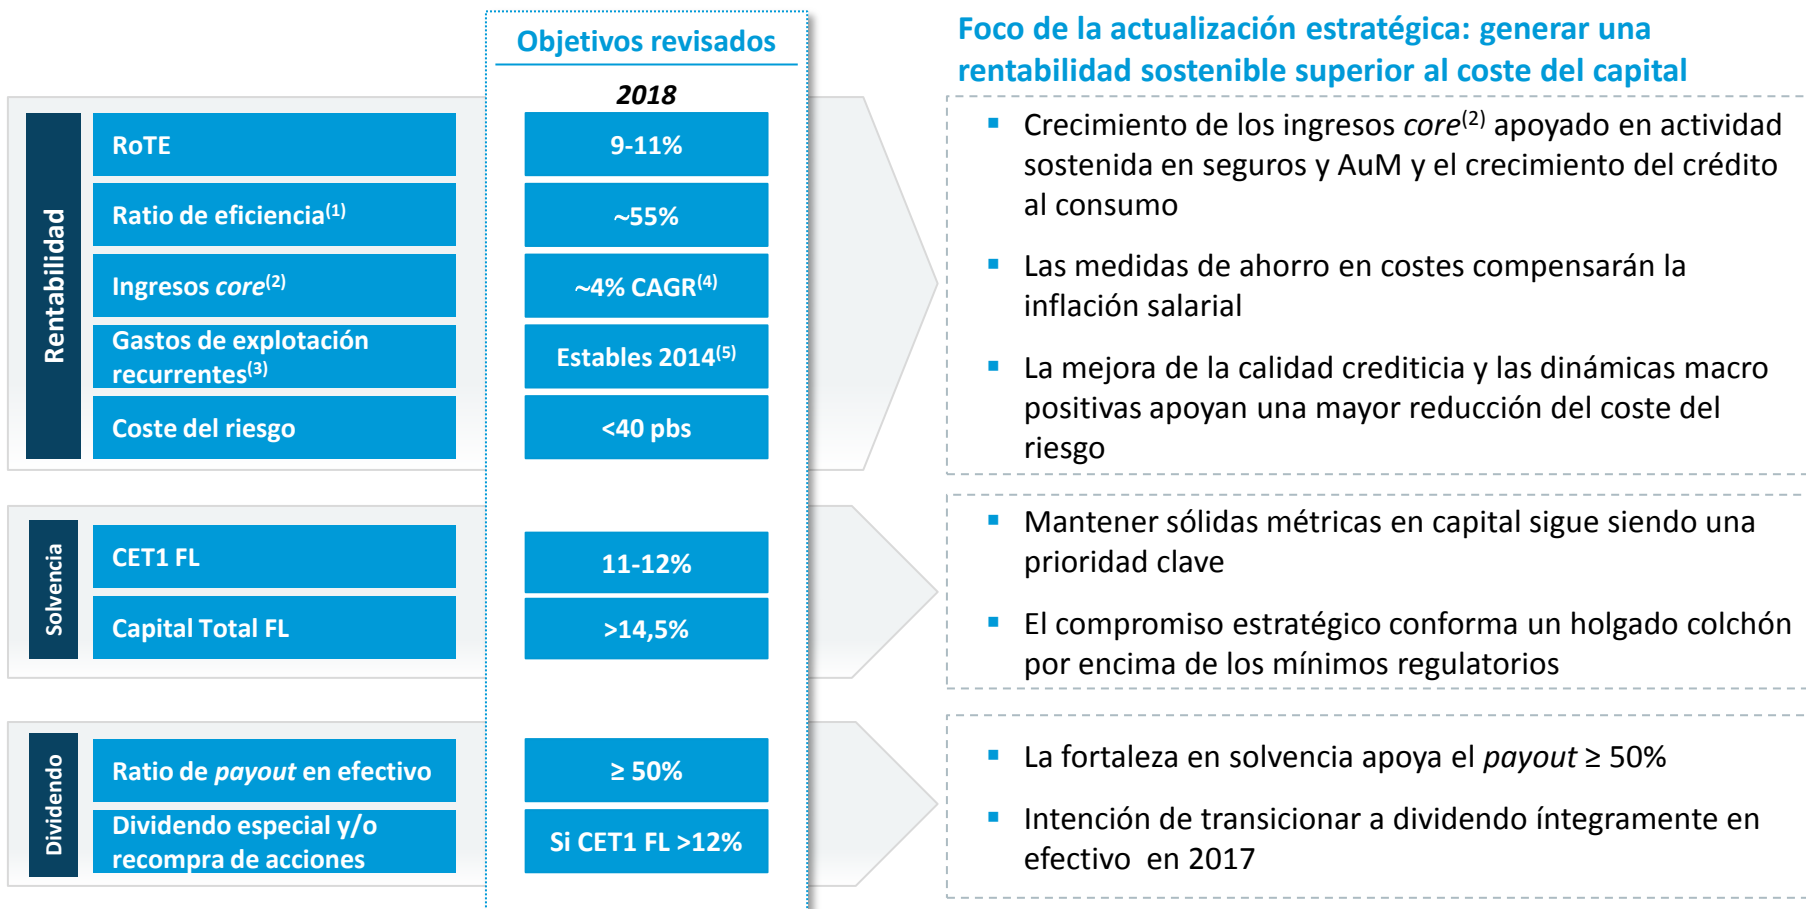 Objetivos revisados
2018
Rentabilidad
RoTE
9-11%
Ratio de eficiencia(1)
~55%
Ingresos core(2)
~4% CAGR(4)
Gastos de explotación
recurrentes(3)
Estables 2014(5)
Coste del riesgo
<40 pbs
Solvencia
CET1 FL
11-12%
Capital Total FL
>14,5%
Dividendo
Ratio de payout en efectivo
≥ 50%
Dividendo especial y/o
recompra de acciones
Si CET1 FL >12%
Foco de la actualización estratégica: generar una
rentabilidad sostenible superior al coste del capital
▪ Crecimiento de los ingresos core(2) apoyado en actividad
sostenida en seguros y AuM y el crecimiento del crédito
al consumo
▪ Las medidas de ahorro en costes compensarán la
inflación salarial
▪ La mejora de la calidad crediticia y las dinámicas macro
positivas apoyan una mayor reducción del coste del
riesgo
▪ Mantener sólidas métricas en capital sigue siendo una
prioridad clave
▪ El compromiso estratégico conforma un holgado colchón
por encima de los mínimos regulatorios
▪ La fortaleza en solvencia apoya el payout ≥ 50%
▪ Intención de transicionar a dividendo íntegramente en
efectivo en 2017